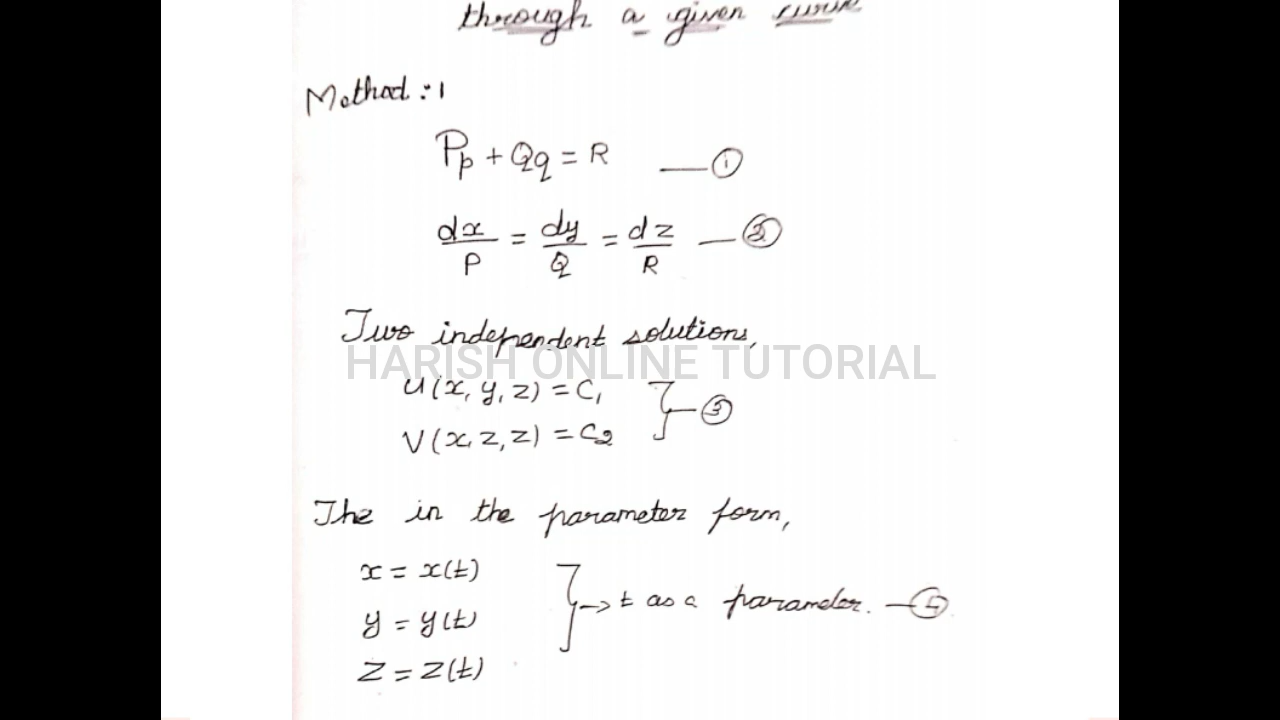 through a given curve
Method : 1
Pp + Qq = R —①
dx/P = dy/Q = dz/R —②
Two independent solutions,
HARISH ONLINE TUTORIAL
u(x, y, z) = C₁
V(x, z, z) = C₂ } —③
The in the parameter form,
x = x(t)
y = y(t) } → t as a parameter. —④
z = z(t)